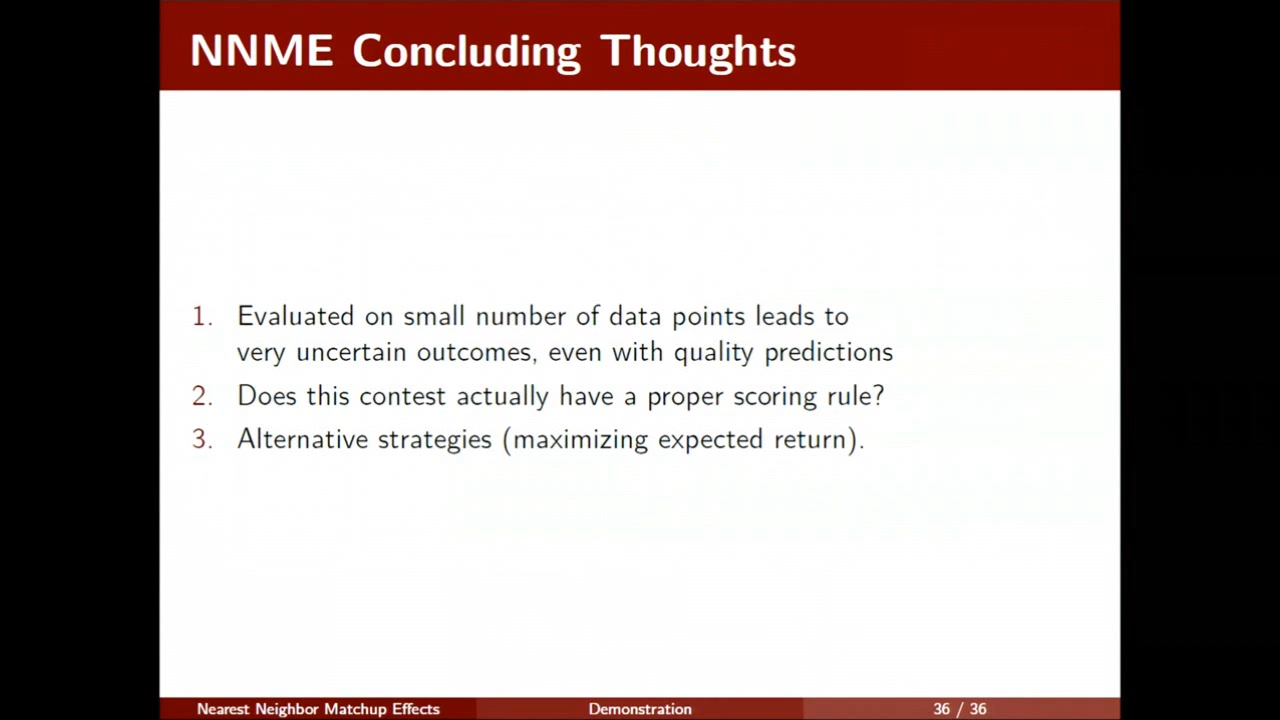 NNME Concluding Thoughts
1. Evaluated on small number of data points leads to
very uncertain outcomes, even with quality predictions
2. Does this contest actually have a proper scoring rule?
3. Alternative strategies (maximizing expected return).
Nearest Neighbor Matchup Effects Demonstration 36 / 36